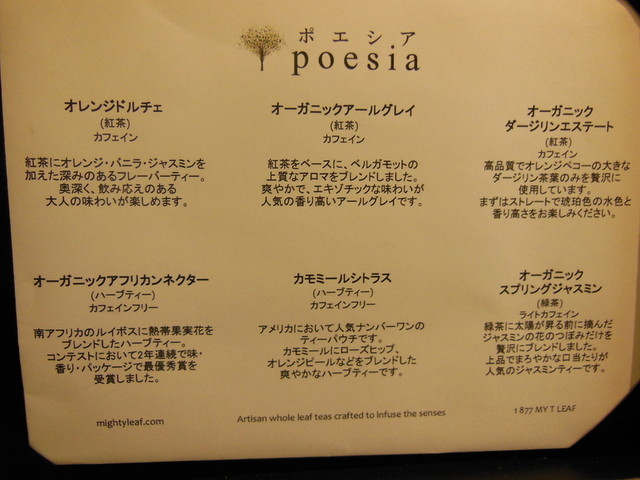 ポエシア
poesia
オレンジドルチェ
(紅茶)
カフェイン
紅茶にオレンジ・バニラ・ジャスミンを
加えた深みのあるフレーバーティー。
奥深く、飲み応えのある
大人の味わいが楽しめます。
オーガニックアールグレイ
(紅茶)
カフェイン
紅茶をベースに、ベルガモットの
上質なアロマをブレンドしました。
爽やかで、エキゾチックな味わいが
人気の香り高いアールグレイです。
オーガニック
ダージリンエステート
(紅茶)
カフェイン
高品質でオレンジペコーの大きな
ダージリン茶葉のみを贅沢に
使用しています。
まずはストレートで琥珀色の水色と
香り高さをお楽しみください。
オーガニックアフリカンネクター
(ハーブティー)
カフェインフリー
南アフリカのルイボスに熱帯果実花を
ブレンドしたハーブティー。
コンテストにおいて2年連続で味・
香り・パッケージで最優秀賞を
受賞しました。
カモミールシトラス
(ハーブティー)
カフェインフリー
アメリカにおいて人気ナンバーワンの
ティーパウチです。
カモミールにローズヒップ、
オレンジピールなどをブレンドした
爽やかなハーブティーです。
オーガニック
スプリングジャスミン
(緑茶)
ライトカフェイン
緑茶に太陽が昇る前に摘んだ
ジャスミンの花のつぼみだけを
贅沢にブレンドしました。
上品でまろやかな口当たりが
人気のジャスミンティーです。
mightyleaf.com
Artisan whole leaf teas crafted to infuse the senses
1 877 MY T LEAF